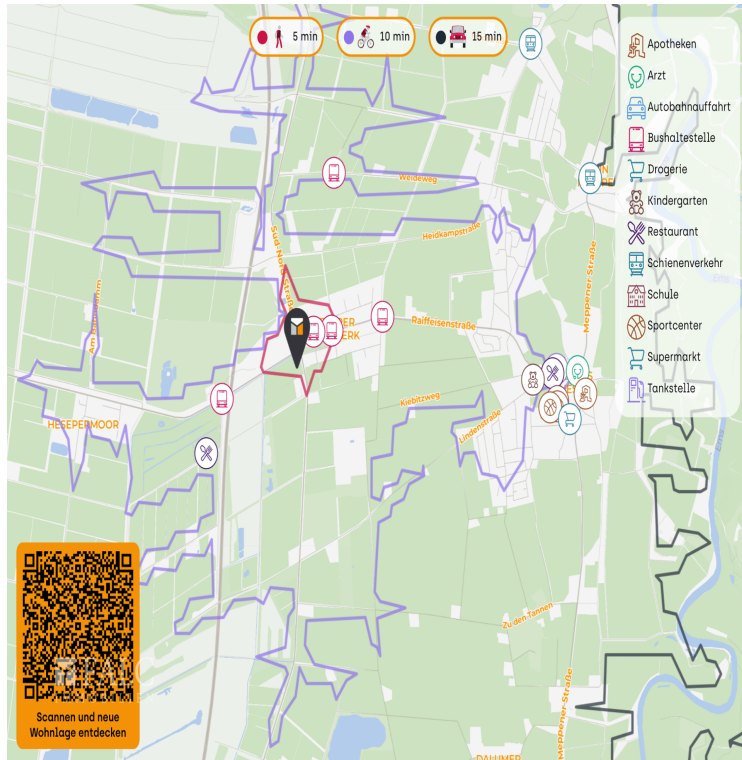 5 min
10 min
15 min
Apotheken
Arzt
Autobahnauffahrt
Bushaltestelle
Drogerie
Kindergarten
Restaurant
Schienenverkehr
Schule
Sportcenter
Supermarkt
Tankstelle
Weideweg
Heidkampstraße
Süd-Nord-Straße
Meppener-Straße
Raiffeisenstraße
Kiebitzweg
Lindenstraße
HESEPERMOOR
Zu den Tannen
Meppener-Straße
DALUMER
Ems
Scannen und neue
Wohnlage entdecken